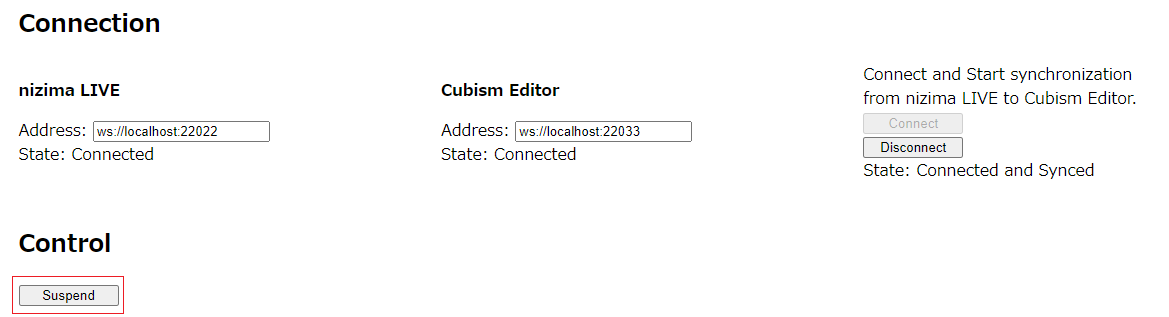 Connection
nizima LIVE
Address: ws://localhost:22022
State: Connected
Cubism Editor
Address: ws://localhost:22033
State: Connected
Connect and Start synchronization
from nizima LIVE to Cubism Editor.
Connect
Disconnect
State: Connected and Synced
Control
Suspend